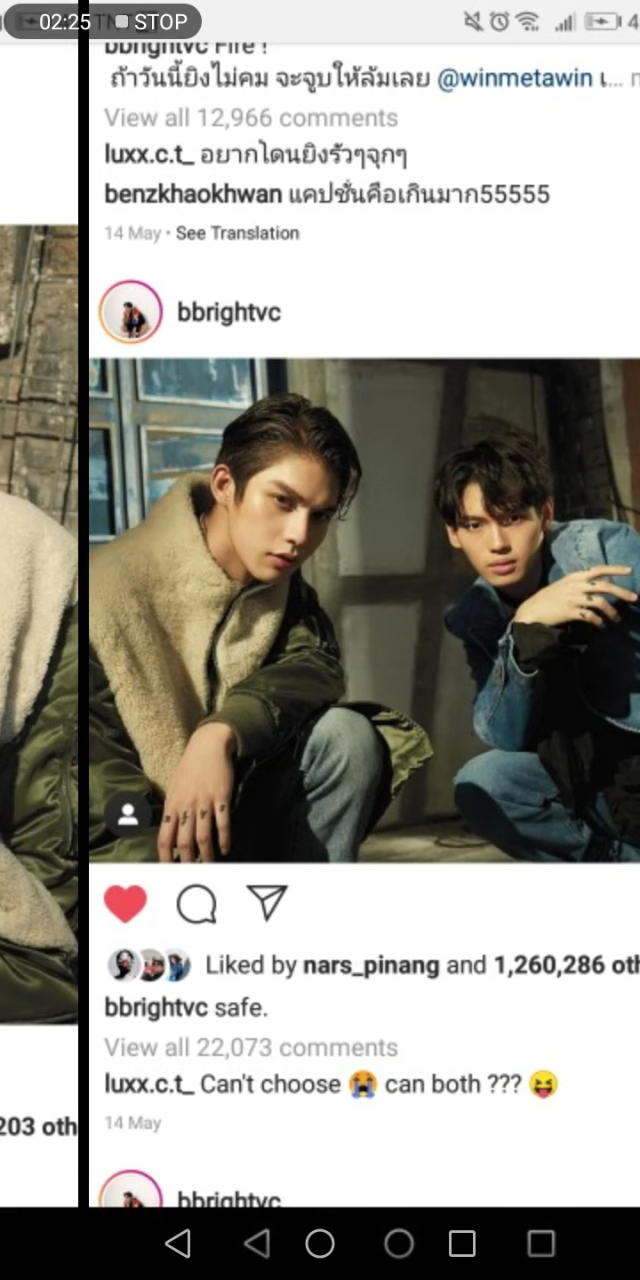 02:25 STOP
bbrightvc Fire !
ถ้าวันนี้ยิงไม่คม จะจูบให้ล้มเลย @winmetawin เ...
View all 12,966 comments
luxx.c.t_ อยากโดนยิงรัวๆจุกๆ
benzkhaokhwan แคปชั่นคือเกินมาก55555
14 May • See Translation
bbrightvc
Liked by nars_pinang and 1,260,286 oth
bbrightvc safe.
View all 22,073 comments
luxx.c.t_ Can't choose 😭 can both ??? 😝
203 oth
14 May
bbrightvc